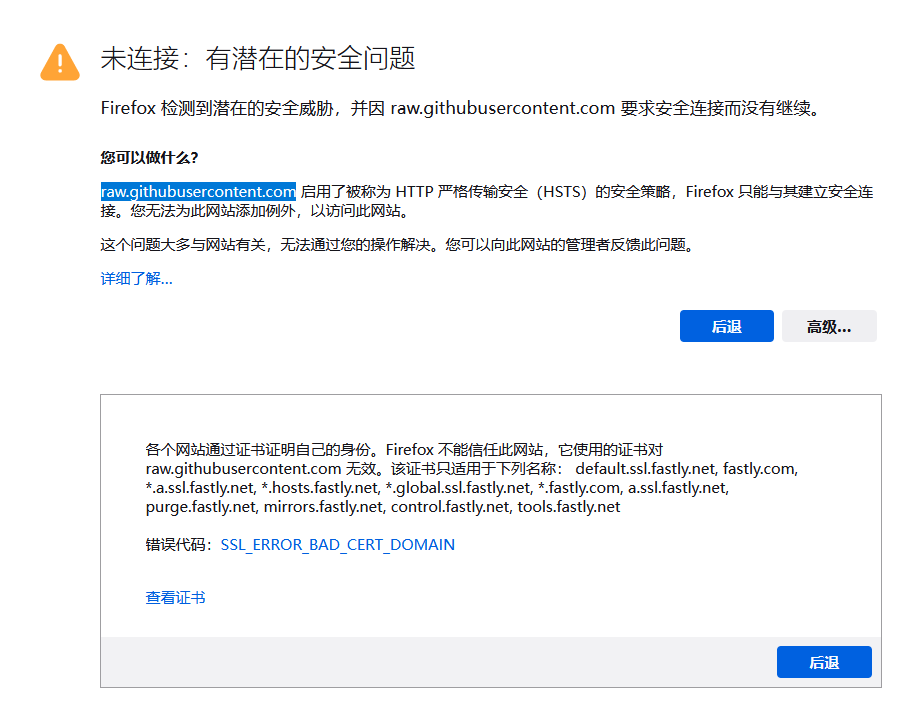 未连接：有潜在的安全问题
Firefox 检测到潜在的安全威胁，并因 raw.githubusercontent.com 要求安全连接而没有继续。
您可以做什么？
raw.githubusercontent.com 启用了被称为 HTTP 严格传输安全（HSTS）的安全策略，Firefox 只能与其建立安全连
接。您无法为此网站添加例外，以访问此网站。
这个问题大多与网站有关，无法通过您的操作解决。您可以向此网站的管理者反馈此问题。
详细了解...
后退
高级...
各个网站通过证书证明自己的身份。Firefox 不能信任此网站，它使用的证书对
raw.githubusercontent.com 无效。该证书只适用于下列名称： default.ssl.fastly.net, fastly.com,
*.a.ssl.fastly.net, *.hosts.fastly.net, *.global.ssl.fastly.net, *.fastly.com, a.ssl.fastly.net,
purge.fastly.net, mirrors.fastly.net, control.fastly.net, tools.fastly.net
错误代码：SSL_ERROR_BAD_CERT_DOMAIN
查看证书
后退